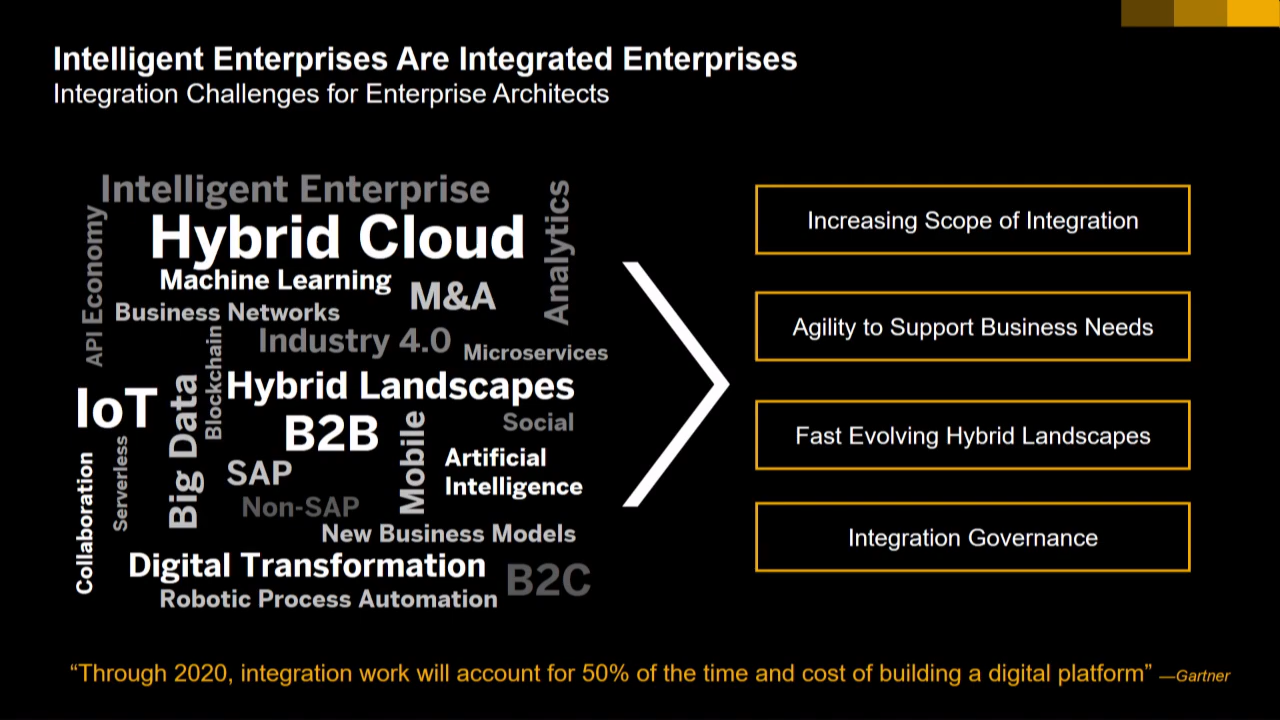 Intelligent Enterprises Are Integrated Enterprises
Integration Challenges for Enterprise Architects
Intelligent Enterprise
Hybrid Cloud
Analytics
API Economy
Machine Learning
M&A
Business Networks
Industry 4.0
Microservices
Blockchain
Hybrid Landscapes
IoT
Big Data
B2B
Mobile
Social
SAP
Artificial
Intelligence
Collaboration
Serverless
Non-SAP
New Business Models
Digital Transformation
B2C
Robotic Process Automation
Increasing Scope of Integration
Agility to Support Business Needs
Fast Evolving Hybrid Landscapes
Integration Governance
“Through 2020, integration work will account for 50% of the time and cost of building a digital platform” —Gartner